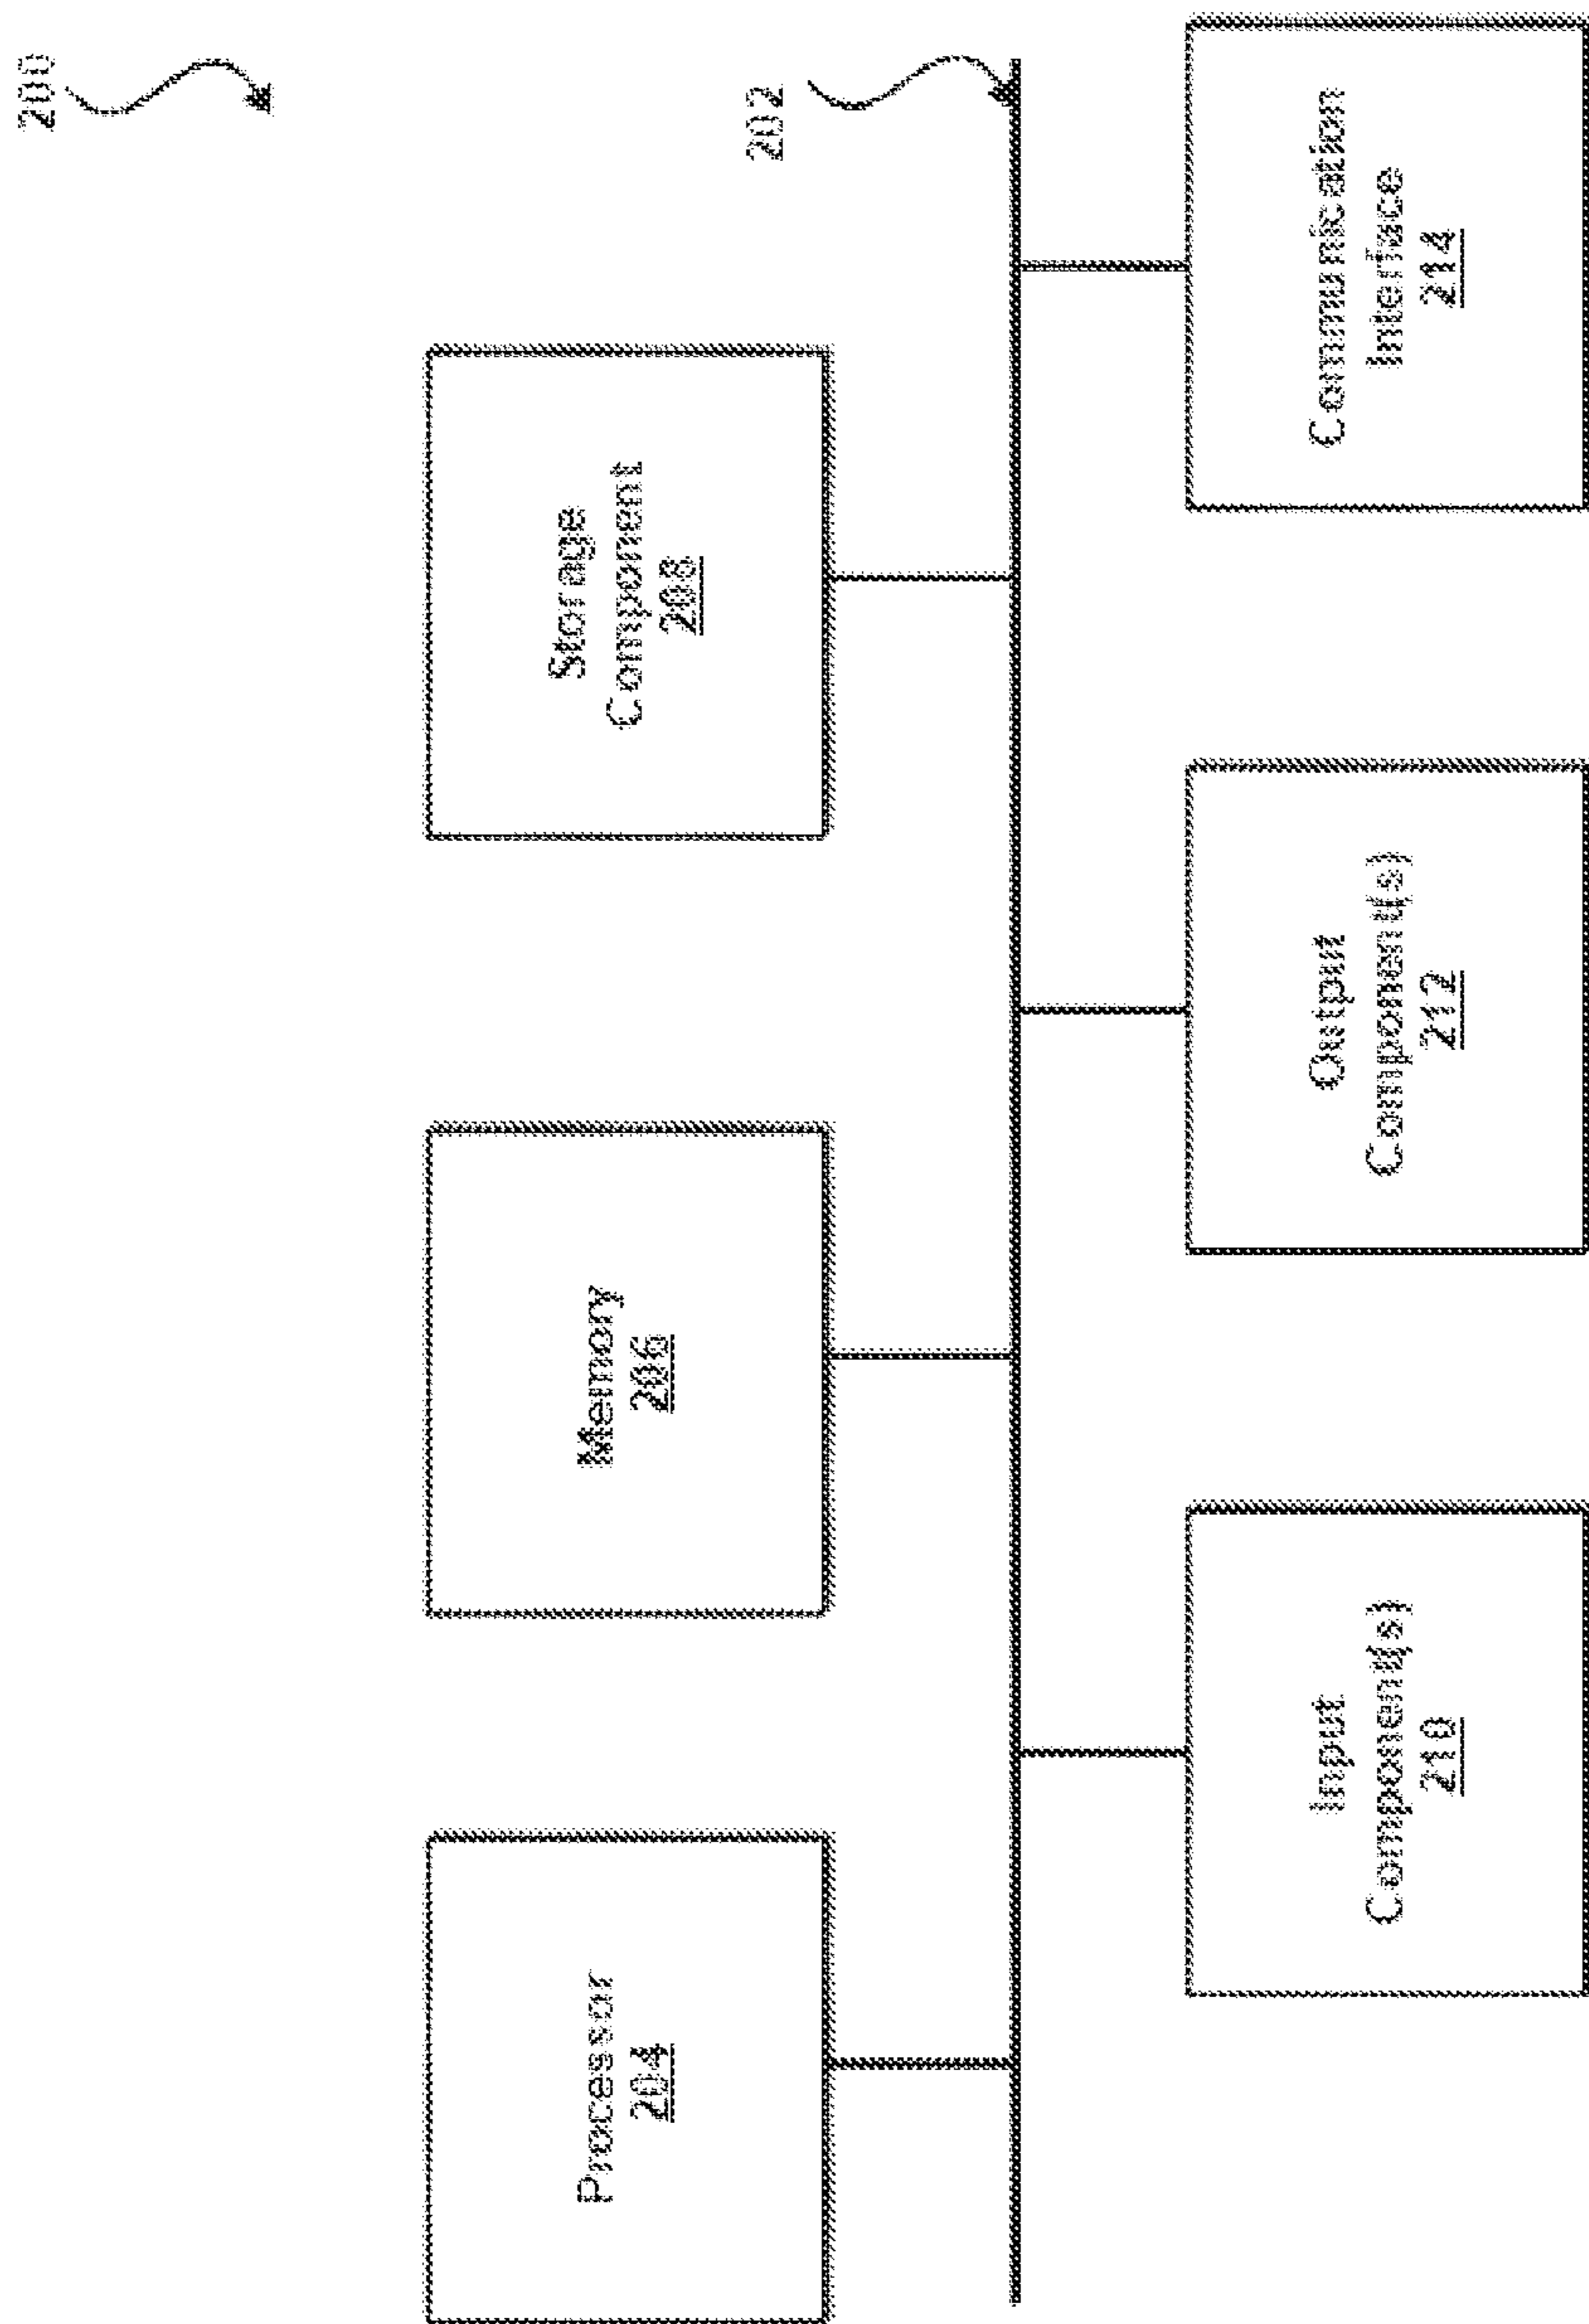 200
Processor
204
Memory
206
Storage
Component
208
202
Input
Component(s)
210
Output
Component(s)
212
Communication
Interface
214